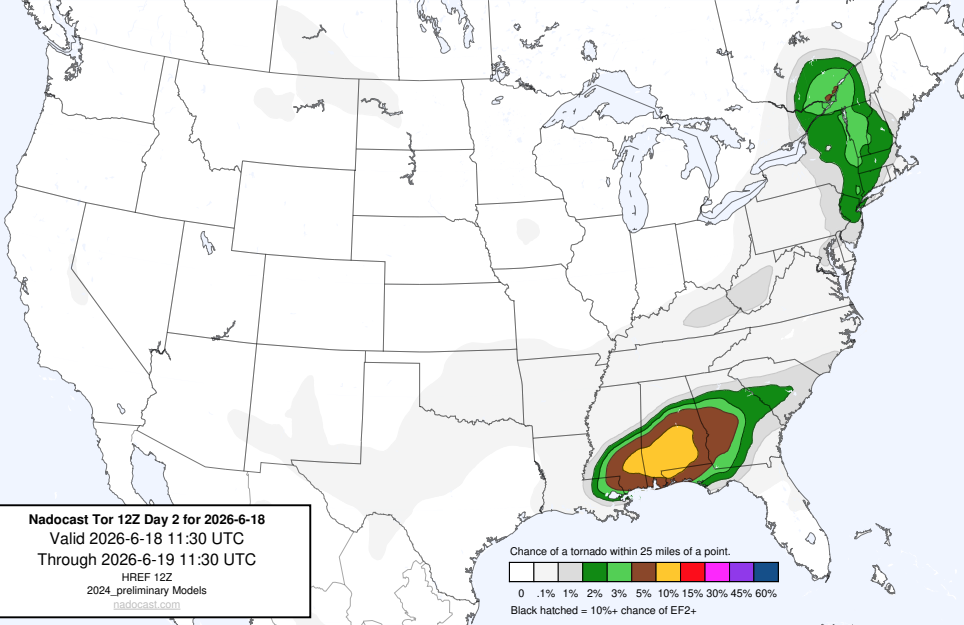 Nadocast Tor 12Z Day 2 for 2026-6-18
Valid 2026-6-18 11:30 UTC
Through 2026-6-19 11:30 UTC
HREF 12Z
2024_preliminary Models
nadocast.com
Chance of a tornado within 25 miles of a point.
0 .1% 1% 2% 3% 5% 10% 15% 30% 45% 60%
Black hatched = 10%+ chance of EF2+